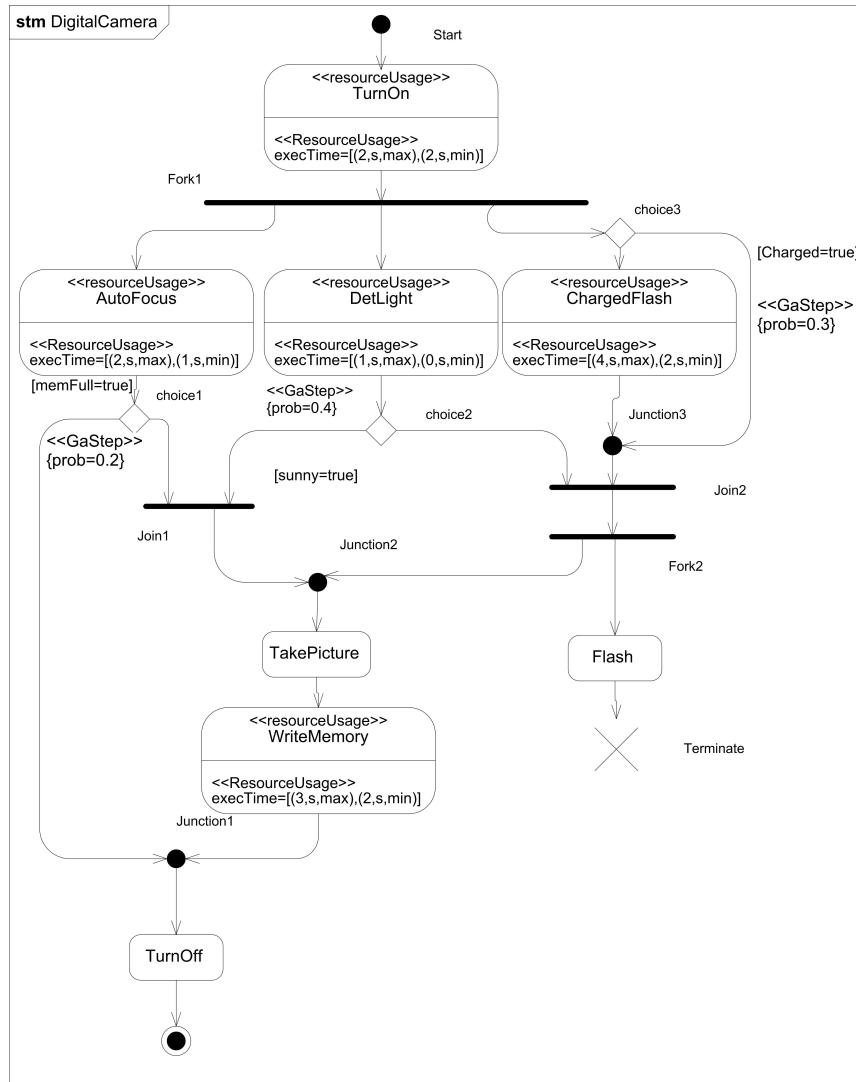 stm DigitalCamera
Start
<<resourceUsage>>
TurnOn
<<ResourceUsage>>
execTime=[(2,s,max),(2,s,min)]
Fork1
choice3
[Charged=true]
<<GaStep>>
{prob=0.3}
<<resourceUsage>>
AutoFocus
<<ResourceUsage>>
execTime=[(2,s,max),(1,s,min)]
<<resourceUsage>>
DetLight
<<ResourceUsage>>
execTime=[(1,s,max),(0,s,min)]
<<resourceUsage>>
ChargedFlash
<<ResourceUsage>>
execTime=[(4,s,max),(2,s,min)]
[memFull=true]
choice1
<<GaStep>>
{prob=0.2}
<<GaStep>>
{prob=0.4}
choice2
Junction3
[sunny=true]
Join2
Join1
Junction2
Fork2
TakePicture
Flash
<<resourceUsage>>
WriteMemory
<<ResourceUsage>>
execTime=[(3,s,max),(2,s,min)]
Terminate
Junction1
TurnOff